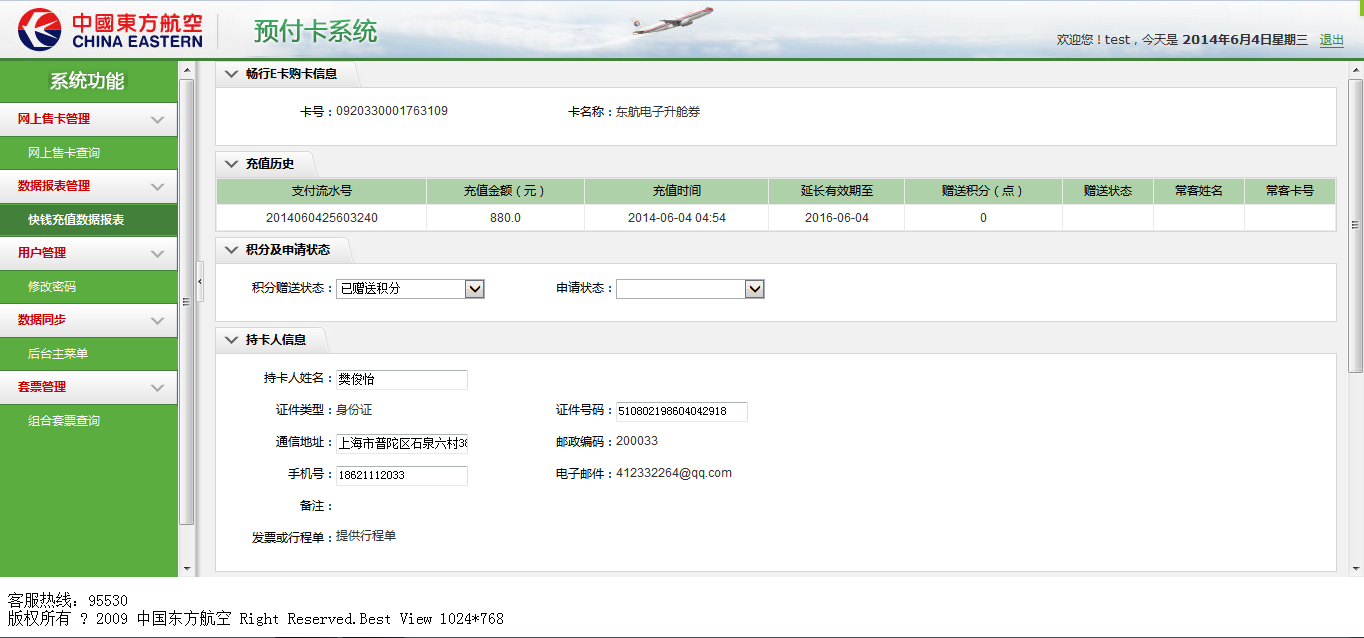 中國東方航空
CHINA EASTERN
预付卡系统
欢迎您！test，今天是 2014年6月4日星期三 退出
系统功能
网上售卡管理
网上售卡查询
数据报表管理
快钱充值数据报表
用户管理
修改密码
数据同步
后台主菜单
套票管理
组合套票查询
畅行E卡购卡信息
卡号：0920330001763109 卡名称：东航电子升舱券
充值历史
支付流水号 充值金额（元） 充值时间 延长有效期至 赠送积分（点） 赠送状态 常客姓名 常客卡号
2014060425603240 880.0 2014-06-04 04:54 2016-06-04 0
积分及申请状态
积分赠送状态：已赠送积分 申请状态：
持卡人信息
持卡人姓名：樊俊怡
证件类型：身份证 证件号码：510802198604042918
通信地址：上海市普陀区石泉六村38 邮政编码：200033
手机号：18621112033 电子邮件：412332264@qq.com
备注：
发票或行程单：提供行程单
客服热线: 95530
版权所有 ? 2009 中国东方航空 Right Reserved.Best View 1024*768